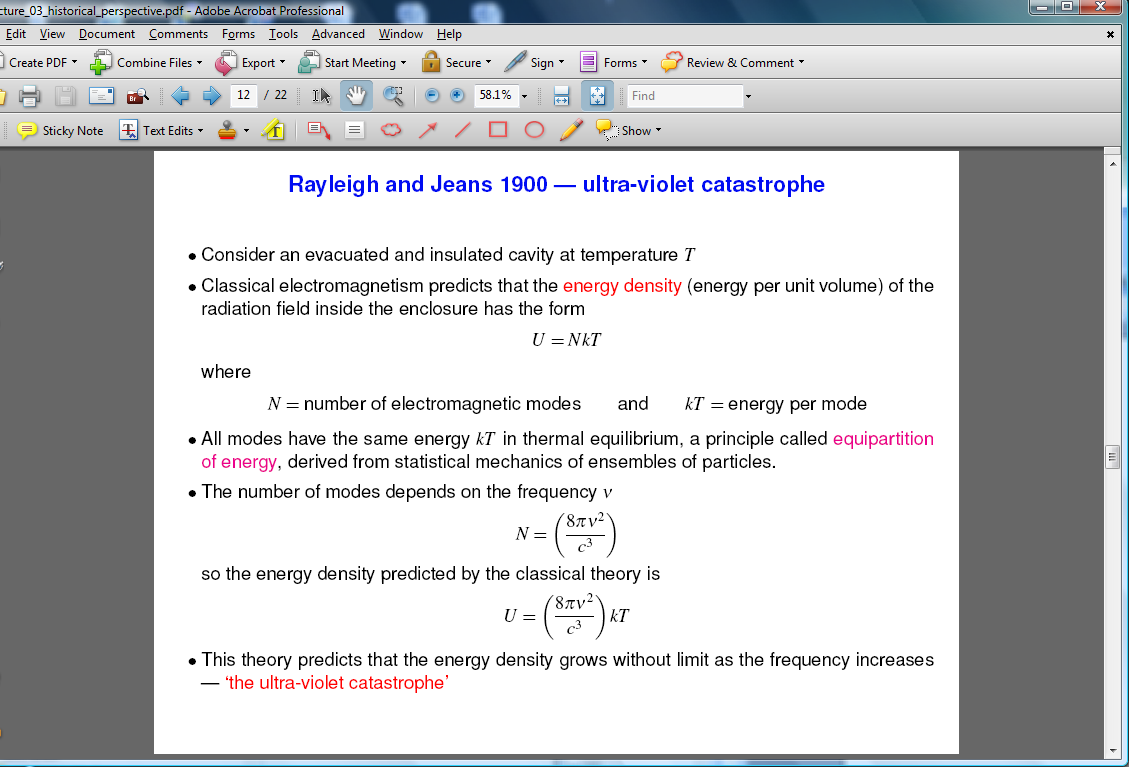 cture_03_historical_perspective.pdf - Adobe Acrobat Professional
Edit View Document Comments Forms Tools Advanced Window Help
Create PDF Combine Files Export Start Meeting Secure Sign Forms Review & Comment
Br 12 / 22 58.1% Find
Sticky Note Text Edits Show
Rayleigh and Jeans 1900 — ultra-violet catastrophe
• Consider an evacuated and insulated cavity at temperature T
• Classical electromagnetism predicts that the energy density (energy per unit volume) of the
radiation field inside the enclosure has the form
U = NkT
where
N = number of electromagnetic modes and kT = energy per mode
• All modes have the same energy kT in thermal equilibrium, a principle called equipartition
of energy, derived from statistical mechanics of ensembles of particles.
• The number of modes depends on the frequency ν
N = (8πν²/c³)
so the energy density predicted by the classical theory is
U = (8πν²/c³) kT
• This theory predicts that the energy density grows without limit as the frequency increases
— ‘the ultra-violet catastrophe’